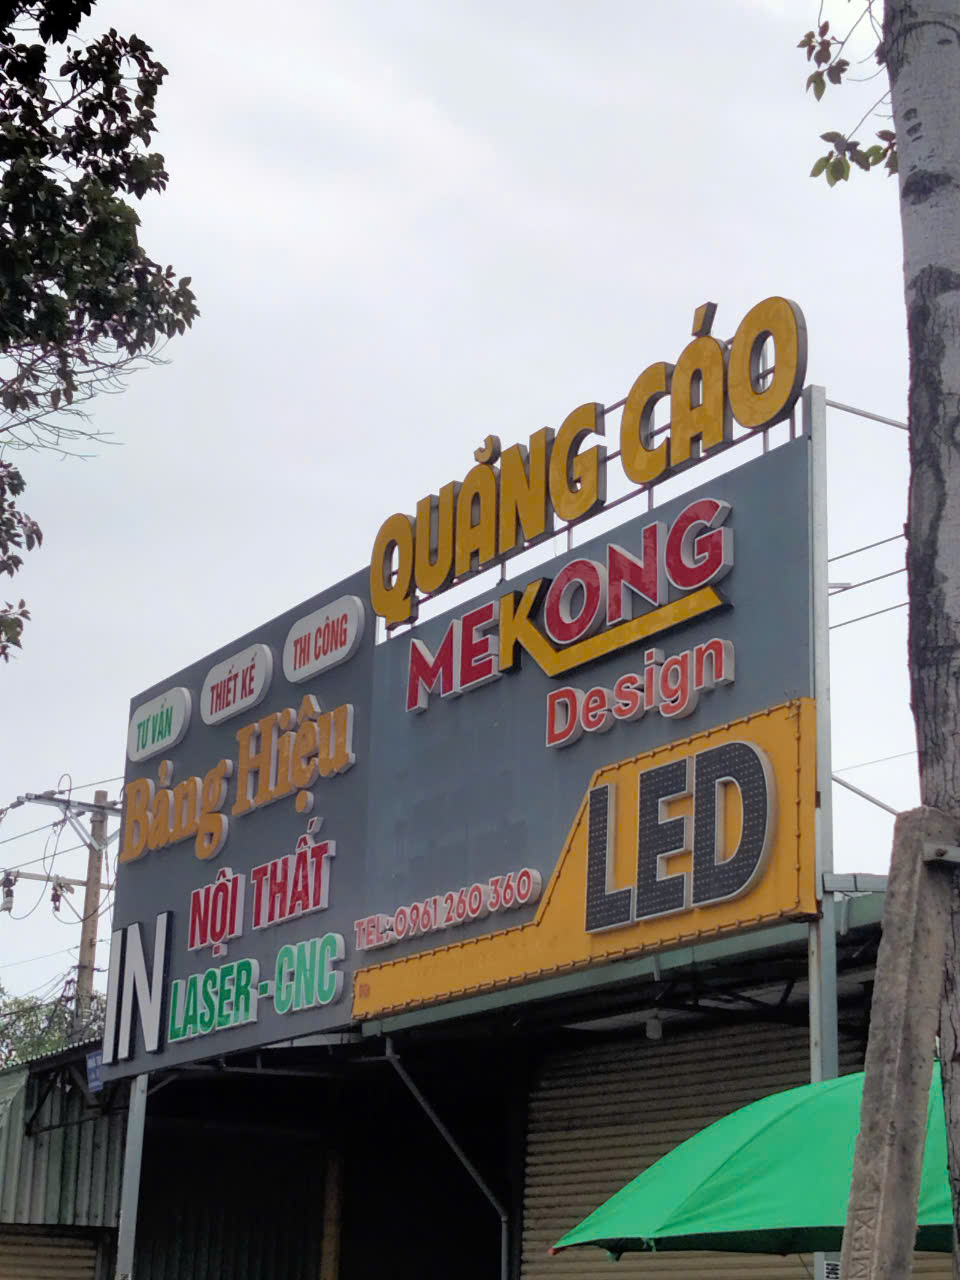 QUẢNG CÁO
TƯ VẤN
THIẾT KẾ
THI CÔNG
Bảng Hiệu
NỘI THẤT
IN
LASER - CNC
MEKONG
Design
LED
TEL: 0961 260 360